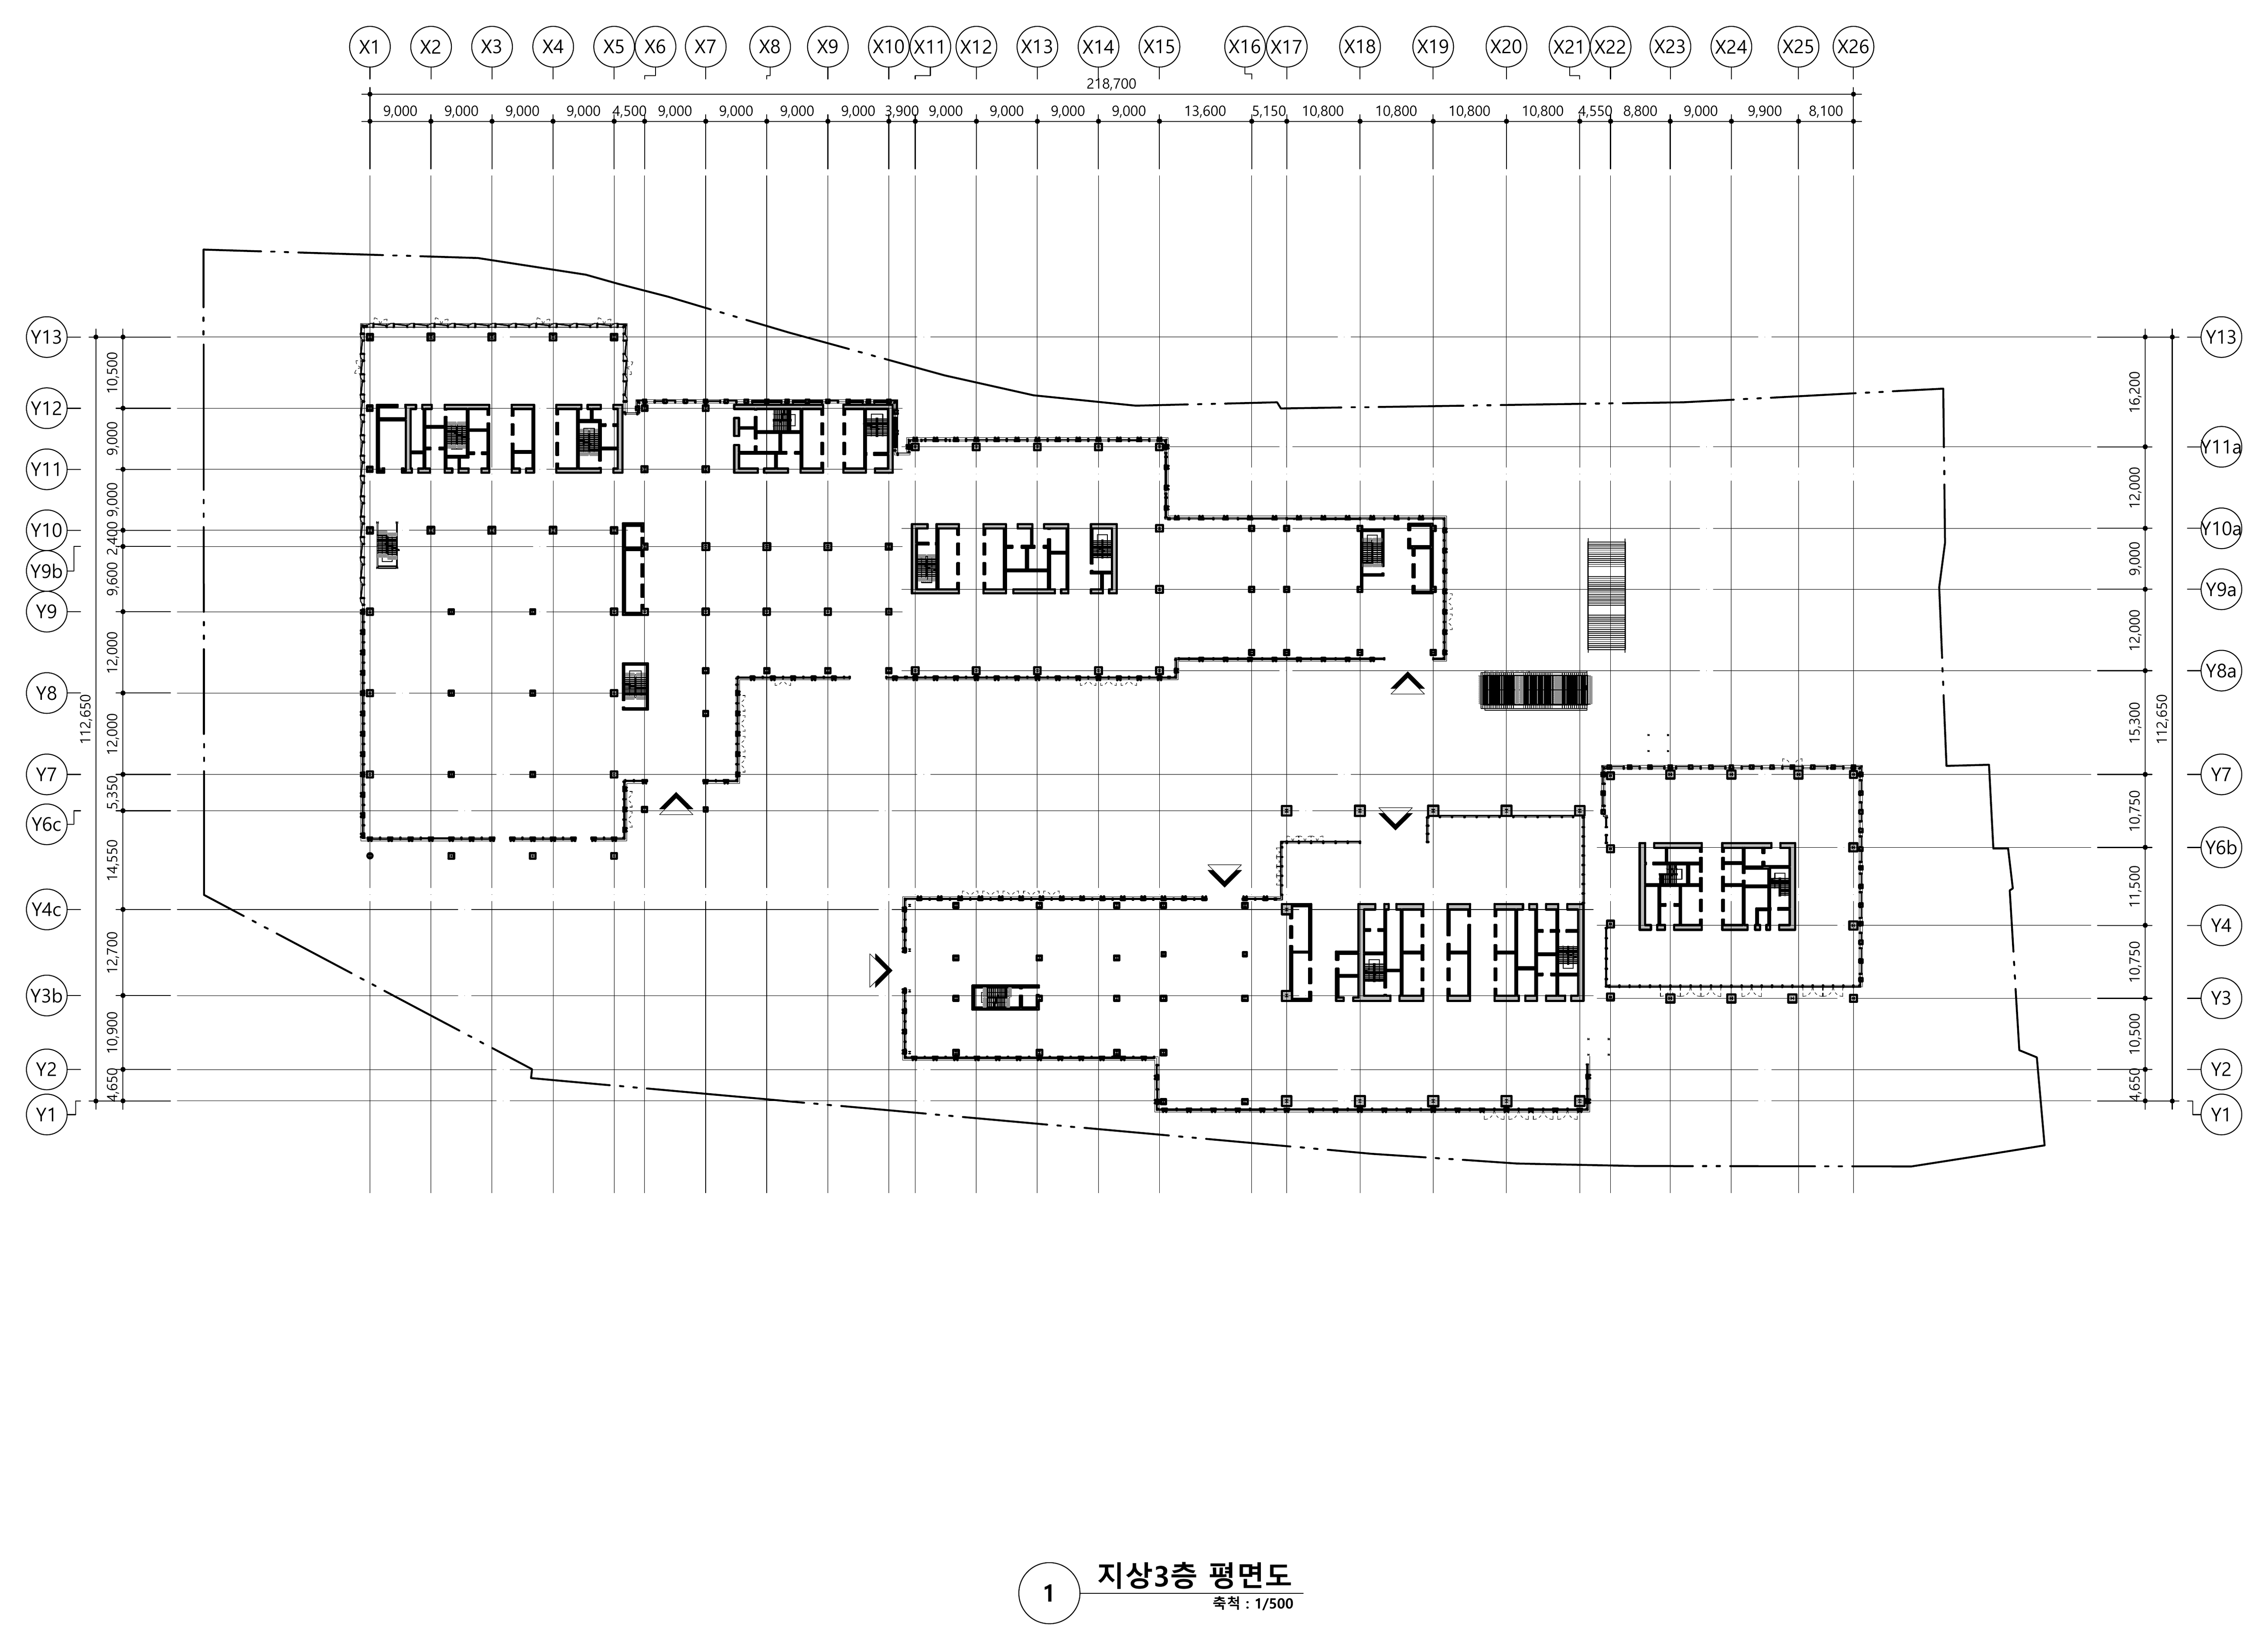 X1 X2 X3 X4 X5 X6 X7 X8 X9 X10 X11 X12 X13 X14 X15 X16 X17 X18 X19 X20 X21 X22 X23 X24 X25 X26
218,700
9,000 9,000 9,000 9,000 4,500 9,000 9,000 9,000 9,000 3,900 9,000 9,000 9,000 9,000 13,600 5,150 10,800 10,800 10,800 10,800 4,550 8,800 9,000 9,900 8,100
Y13
Y12
Y11
Y10
Y9b
Y9
Y8
Y7
Y6c
Y4c
Y3b
Y2
Y1
112,650
10,500
9,000
9,000
2,400
9,600
12,000
12,000
5,350
14,550
12,700
10,900
4,650
16,200
12,000
9,000
12,000
15,300
10,750
11,500
10,750
10,500
4,650
112,650
Y13
Y11a
Y10a
Y9a
Y8a
Y7
Y6b
Y4
Y3
Y2
Y1
1
지상3층 평면도
축척 : 1/500